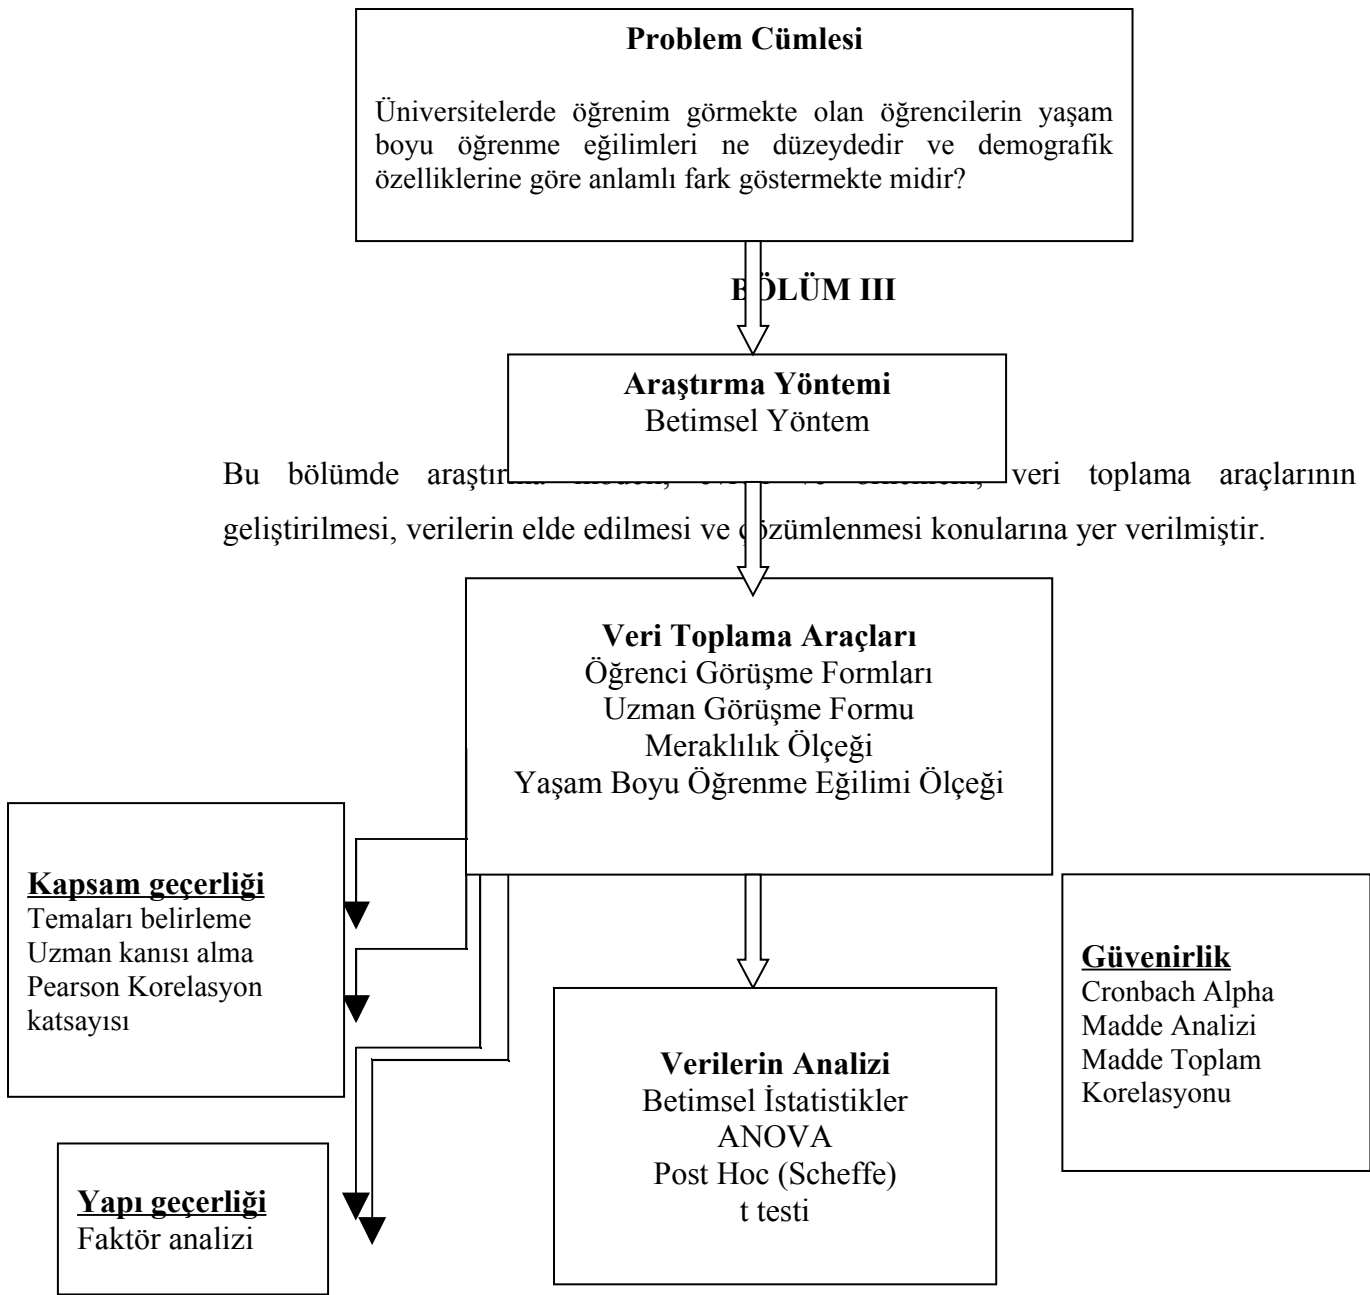 Problem Cümlesi
Üniversitelerde öğrenim görmekte olan öğrencilerin yaşam
boyu öğrenme eğilimleri ne düzeydedir ve demografik
özelliklerine göre anlamlı fark göstermekte midir?
BÖLÜM III
Araştırma Yöntemi
Betimsel Yöntem
Bu bölümde veri toplama araçlarının
geliştirilmesi, verilerin elde edilmesi ve çözümlenmesi konularına yer verilmiştir.
Veri Toplama Araçları
Öğrenci Görüşme Formları
Uzman Görüşme Formu
Meraklılık Ölçeği
Yaşam Boyu Öğrenme Eğilimi Ölçeği
Kapsam geçerliği
Temaları belirleme
Uzman kanısı alma
Pearson Korelasyon
katsayısı
Güvenirlik
Cronbach Alpha
Madde Analizi
Madde Toplam
Korelasyonu
Verilerin Analizi
Betimsel İstatistikler
ANOVA
Post Hoc (Scheffe)
t testi
Yapı geçerliği
Faktör analizi